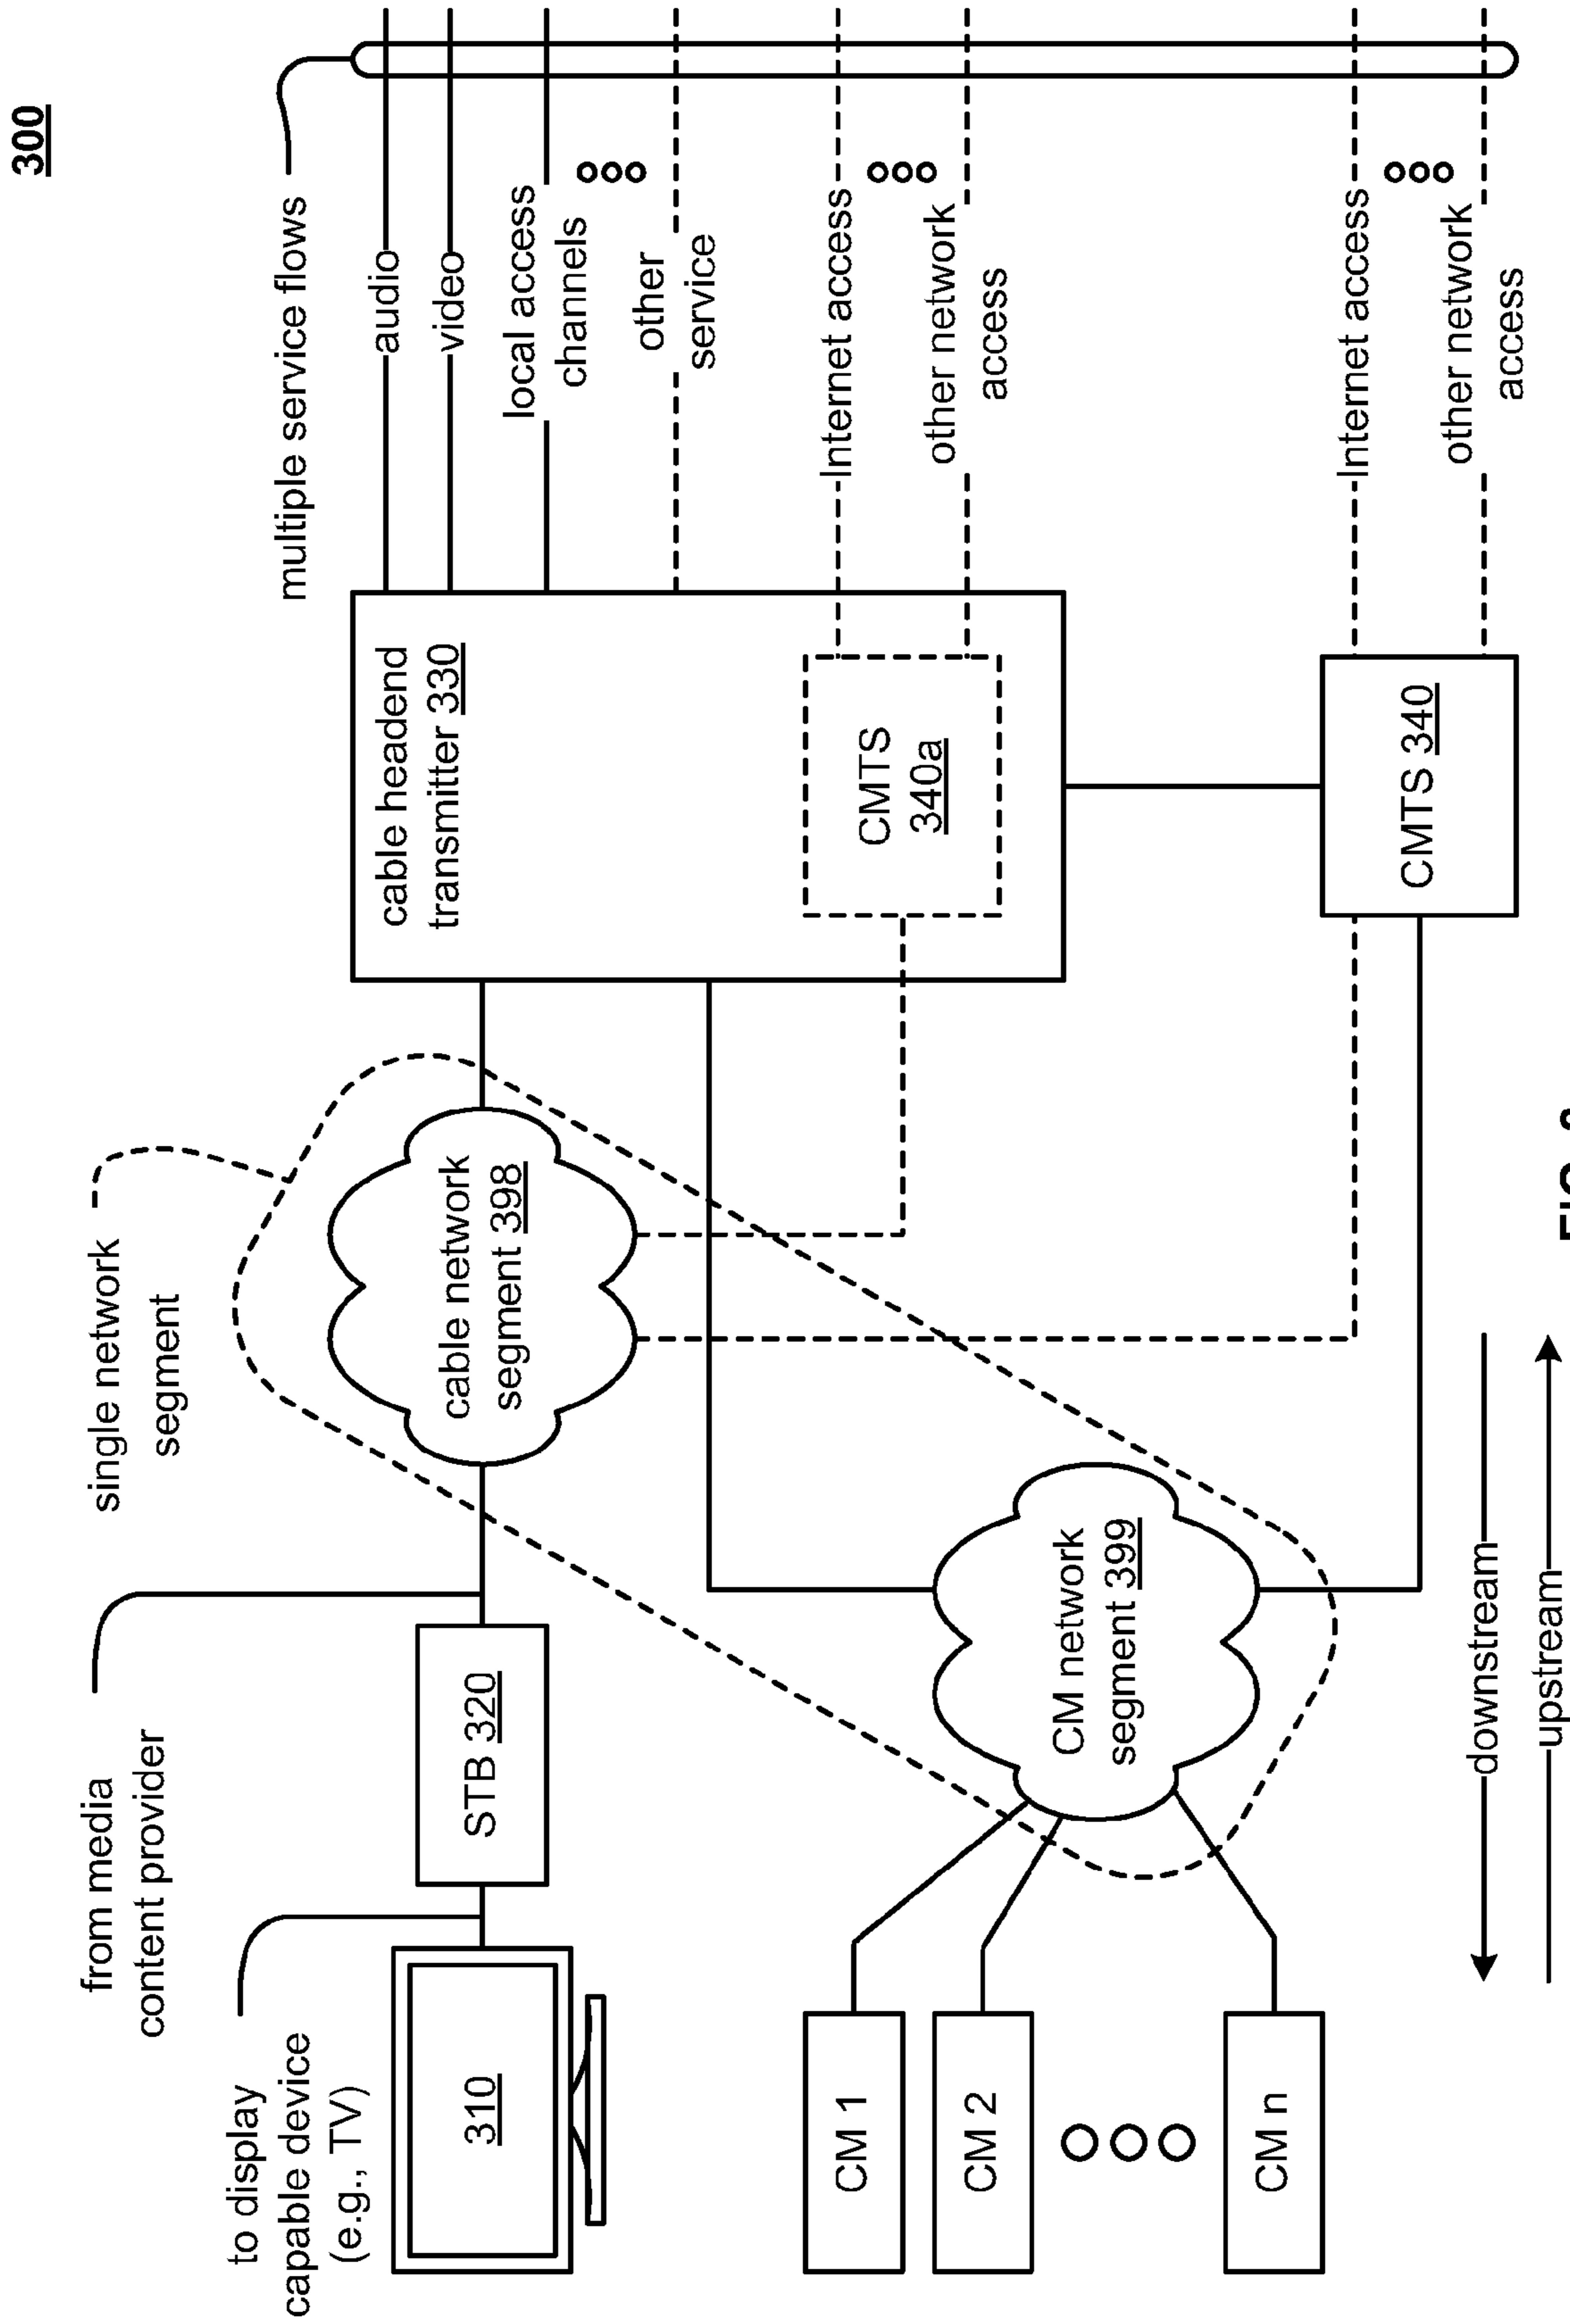 300
multiple service flows
audio
video
local access
channels
other
service
Internet access
other network
access
Internet access
other network
access
cable headend
transmitter 330
CMTS
340a
CMTS 340
single network
segment
cable network
segment 398
CM network
segment 399
from media
content provider
STB 320
to display
capable device
(e.g., TV)
310
CM 1
CM 2
CM n
downstream
upstream
FIG.